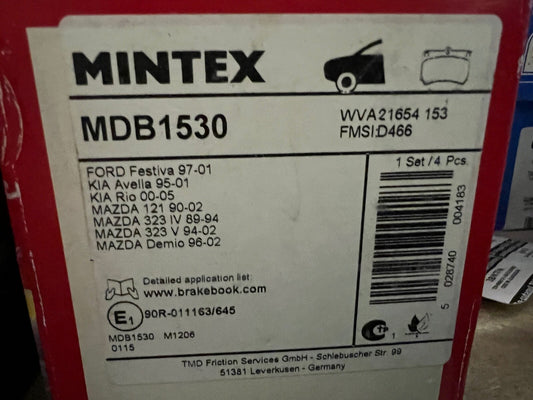 MINTEX
MDB1530
WVA21654 153
FMSI:D466
FORD Festiva 97-01
KIA Avella 95-01
KIA Rio 00-05
MAZDA 121 90-02
MAZDA 323 IV 89-94
MAZDA 323 V 94-02
MAZDA Demio 96-02
1 Set / 4 Pcs.
5 028740 004183
Detailed application list:
www.brakebook.com
E1 90R-011163/645
MDB1530 M1206
0115
1
TMD Friction Services GmbH - Schlebuscher Str. 99
51381 Leverkusen - Germany